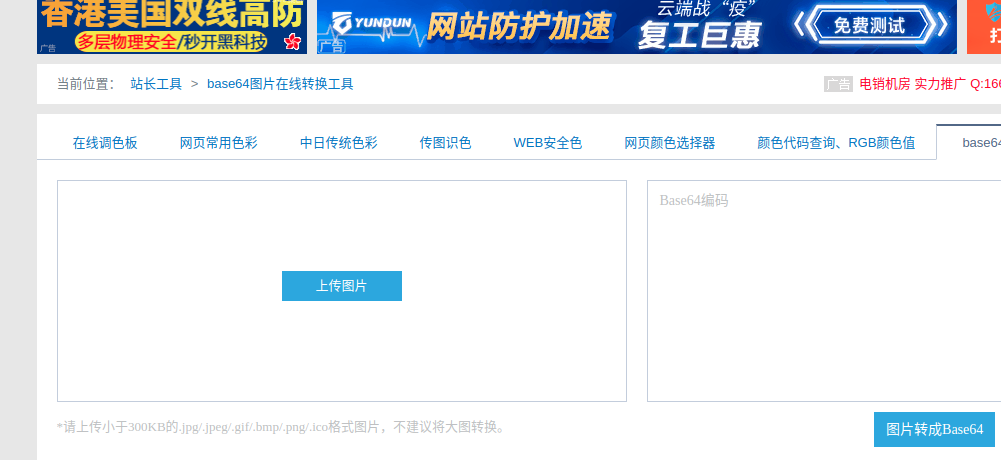 香港美国双线高防
多层物理安全/秒开黑科技
广告
YUNDUN
网站防护加速
云端战“疫”
复工巨惠
免费测试
广告
当前位置: 站长工具 > base64图片在线转换工具
广告 电销机房 实力推广 Q:166
在线调色板 网页常用色彩 中日传统色彩 传图识色 WEB安全色 网页颜色选择器 颜色代码查询、RGB颜色值 base64
Base64编码
上传图片
*请上传小于300KB的.jpg/.jpeg/.gif/.bmp/.png/.ico格式图片，不建议将大图转换。
图片转成Base64